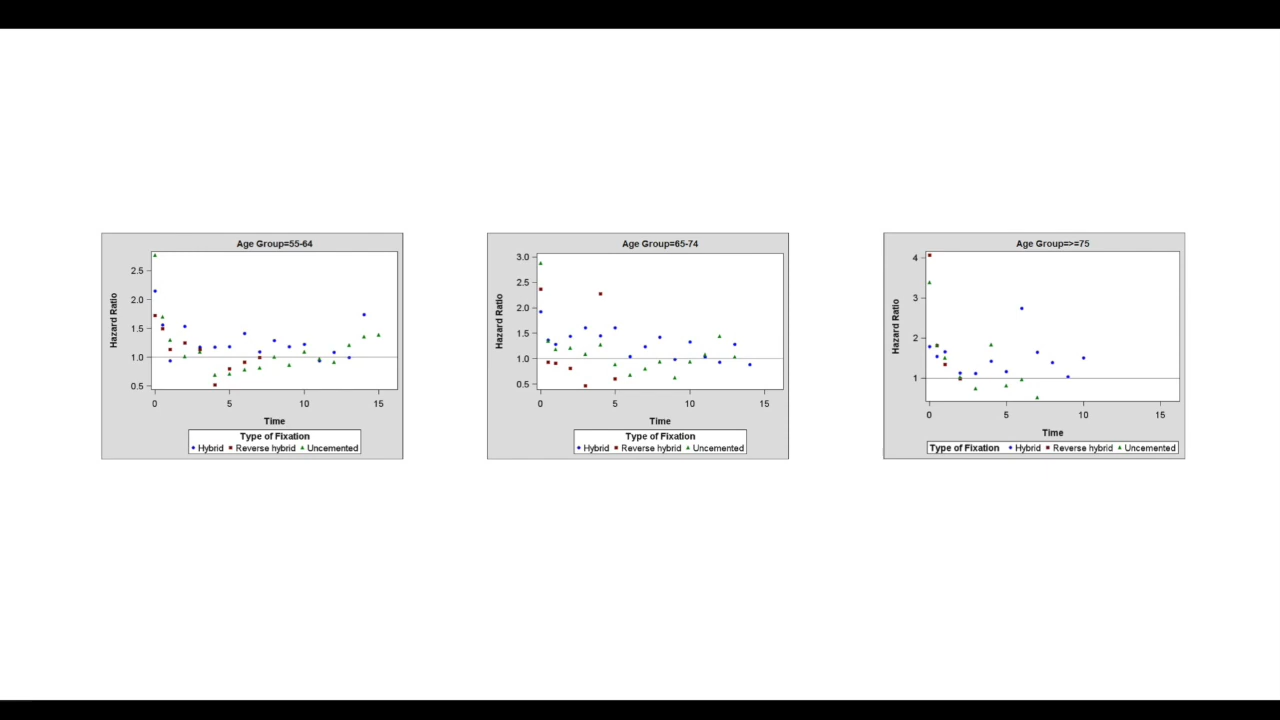 Age Group=55-64
Hazard Ratio
2.5
2.0
1.5
1.0
0.5
0 5 10 15
Time
Type of Fixation
Hybrid Reverse hybrid Uncemented
Age Group=65-74
Hazard Ratio
3.0
2.5
2.0
1.5
1.0
0.5
0 5 10 15
Time
Type of Fixation
Hybrid Reverse hybrid Uncemented
Age Group=>=75
Hazard Ratio
4
3
2
1
0 5 10 15
Time
Type of Fixation Hybrid Reverse hybrid Uncemented